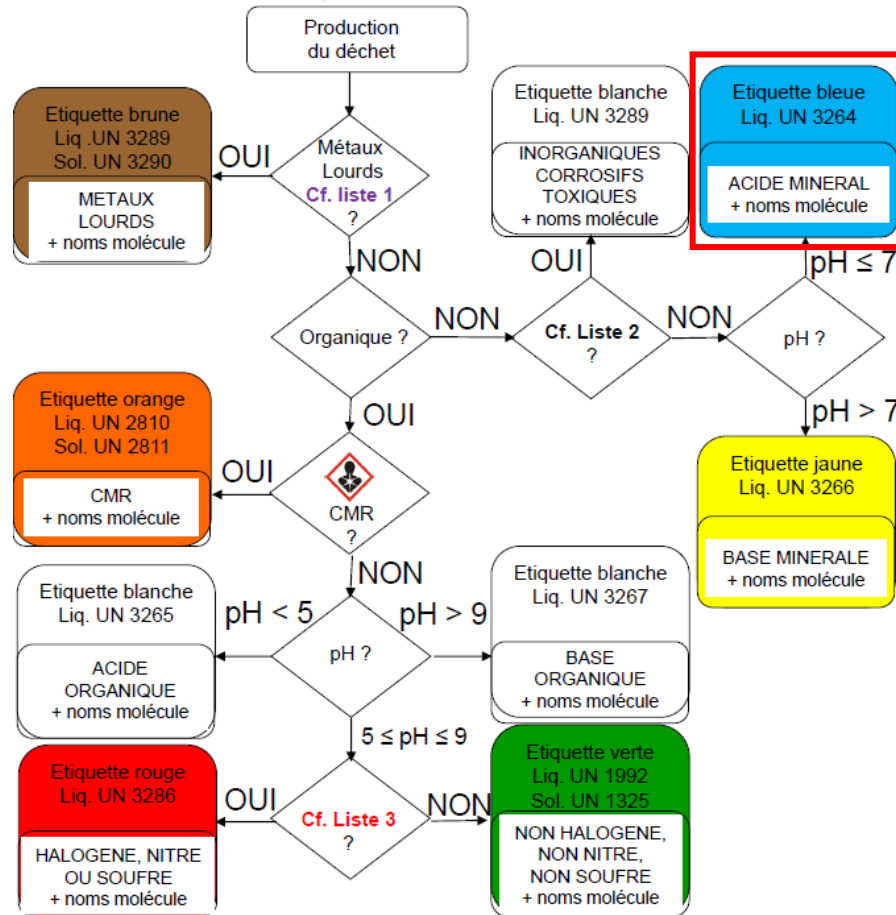 Production
du déchet
Etiquette brune
Liq .UN 3289
Sol. UN 3290
METAUX
LOURDS
+ noms molécule
OUI
Métaux
Lourds
Cf. liste 1
?
Etiquette blanche
Liq. UN 3289
INORGANIQUES
CORROSIFS
TOXIQUES
+ noms molécule
Etiquette bleue
Liq. UN 3264
ACIDE MINERAL
+ noms molécule
NON
OUI
pH ≤ 7
Organique ?
NON
Cf. Liste 2
?
NON
pH ?
OUI
pH > 7
Etiquette orange
Liq. UN 2810
Sol. UN 2811
CMR
+ noms molécule
OUI
CMR
?
Etiquette jaune
Liq. UN 3266
BASE MINERALE
+ noms molécule
NON
Etiquette blanche
Liq. UN 3265
ACIDE
ORGANIQUE
+ noms molécule
pH < 5
pH ?
pH > 9
Etiquette blanche
Liq. UN 3267
BASE
ORGANIQUE
+ noms molécule
5 ≤ pH ≤ 9
Etiquette rouge
Liq. UN 3286
HALOGENE, NITRE
OU SOUFRE
+ noms molécule
OUI
Cf. Liste 3
?
NON
Etiquette verte
Liq. UN 1992
Sol. UN 1325
NON HALOGENE,
NON NITRE,
NON SOUFRE
+ noms molécule